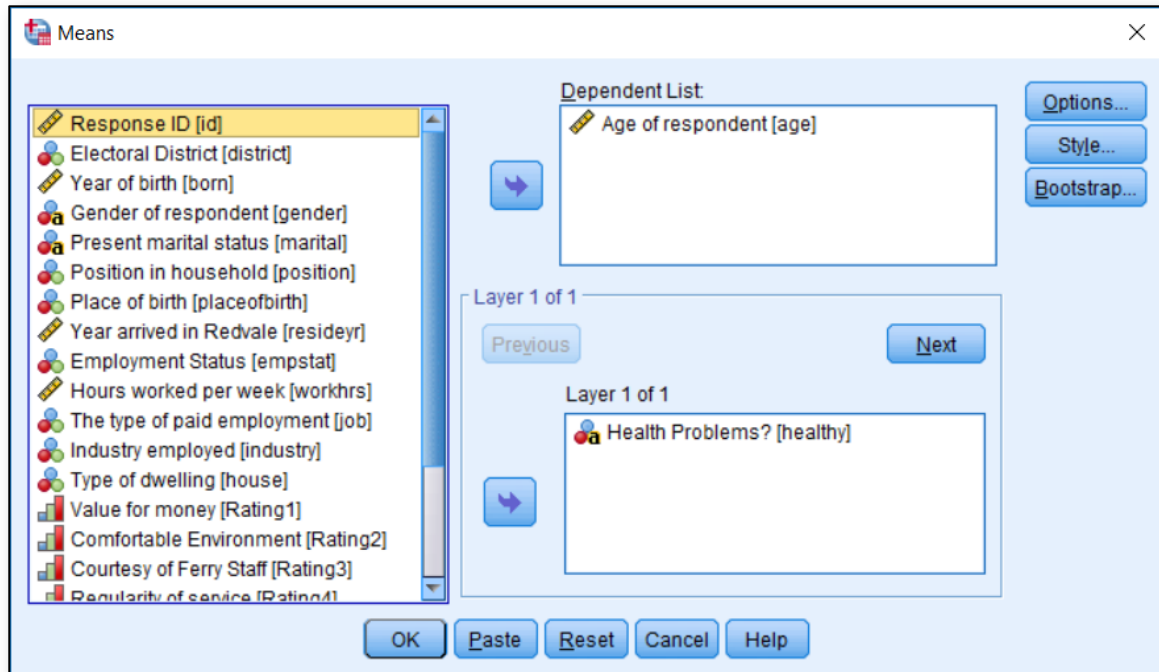 Means
Response ID [id]
Electoral District [district]
Year of birth [born]
Gender of respondent [gender]
Present marital status [marital]
Position in household [position]
Place of birth [placeofbirth]
Year arrived in Redvale [resideyr]
Employment Status [empstat]
Hours worked per week [workhrs]
The type of paid employment [job]
Industry employed [industry]
Type of dwelling [house]
Value for money [Rating1]
Comfortable Environment [Rating2]
Courtesy of Ferry Staff [Rating3]
Regularity of service [Rating4]
Dependent List:
Age of respondent [age]
Options...
Style...
Bootstrap...
Layer 1 of 1
Previous
Next
Layer 1 of 1
a Health Problems? [healthy]
OK
Paste
Reset
Cancel
Help